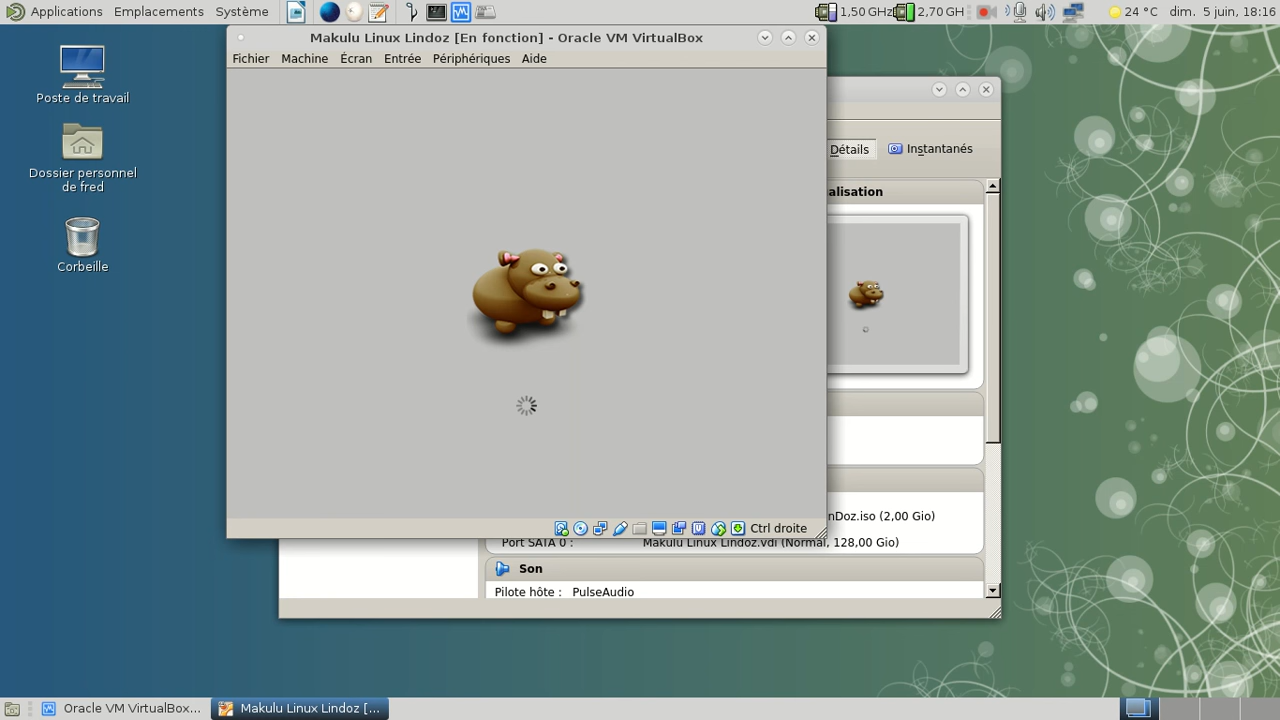 Applications Emplacements Système
1,50 GHz 2,70 GH 24 °C dim. 5 juin, 18:16
Poste de travail
Dossier personnel
de fred
Corbeille
Makulu Linux Lindoz [En fonction] - Oracle VM VirtualBox
Fichier Machine Écran Entrée Périphériques Aide
Ctrl droite
Détails Instantanés
alisation
nDoz.iso (2,00 Gio)
Port SATA 0 : Makulu Linux Lindoz.vdi (Normal, 128,00 Gio)
Son
Pilote hôte : PulseAudio
Oracle VM VirtualBox... Makulu Linux Lindoz [...